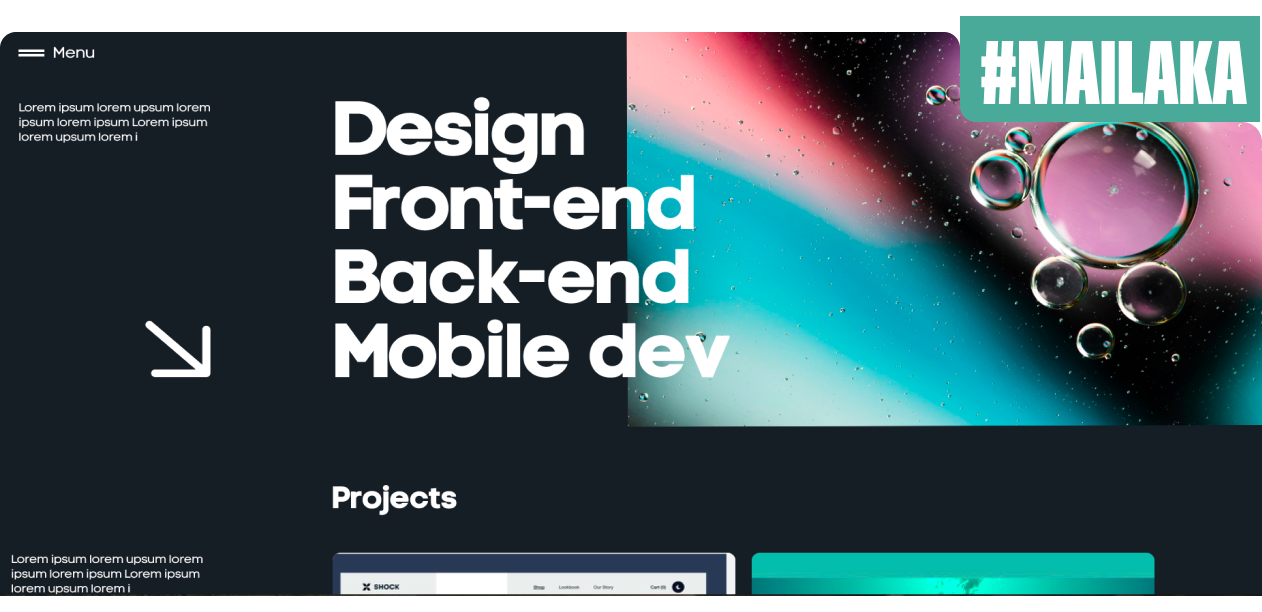 #MAILAKA
Menu
Lorem ipsum lorem upsum lorem
ipsum lorem ipsum Lorem ipsum
lorem upsum lorem i
Design
Front-end
Back-end
Mobile dev
Projects
Lorem ipsum lorem upsum lorem
ipsum lorem ipsum Lorem ipsum
lorem upsum lorem i
SHOCK
Shop Lookbook Our Story Cart (0)